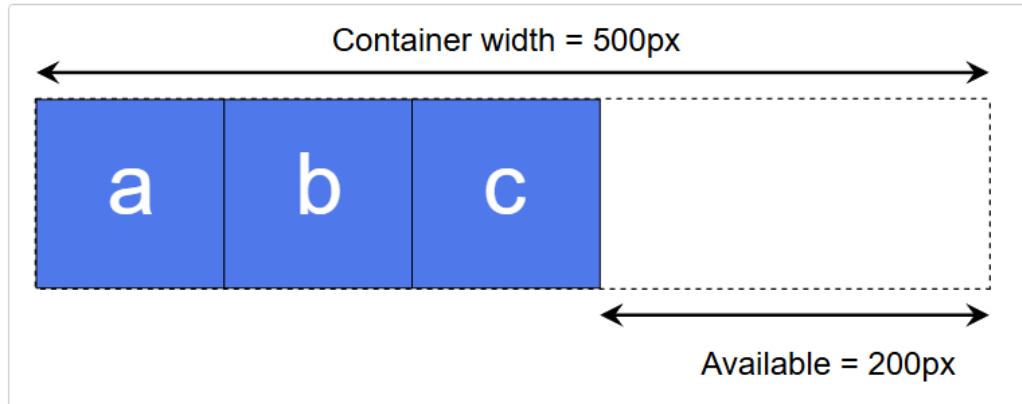 Container width = 500px
a b c
Available = 200px